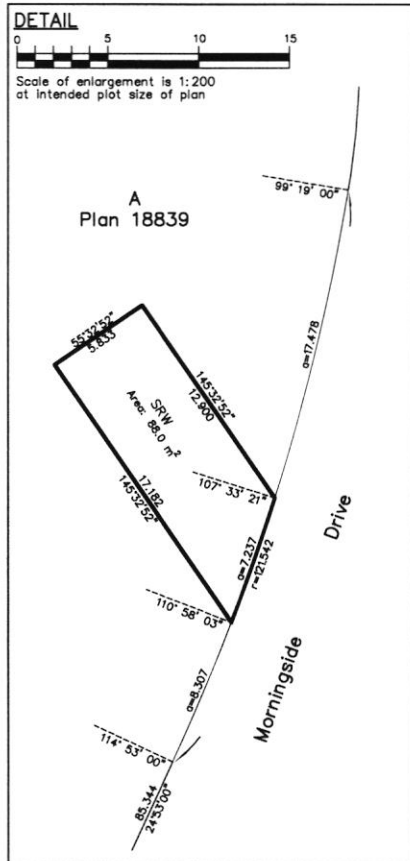 DETAIL
0 5 10 15
Scale of enlargement is 1:200
at intended plot size of plan
99° 19' 00"
A
Plan 18839
a=17.478
55°32'52"
5.833
145°32'52"
12.900
SRW
Area: 88.0 m²
107° 33' 21"
17.182
145°32'52"
Drive
a=7.237
r=121.542
110° 58' 03"
Morningside
a=8.307
114° 53' 00"
85.344
24°53'00"